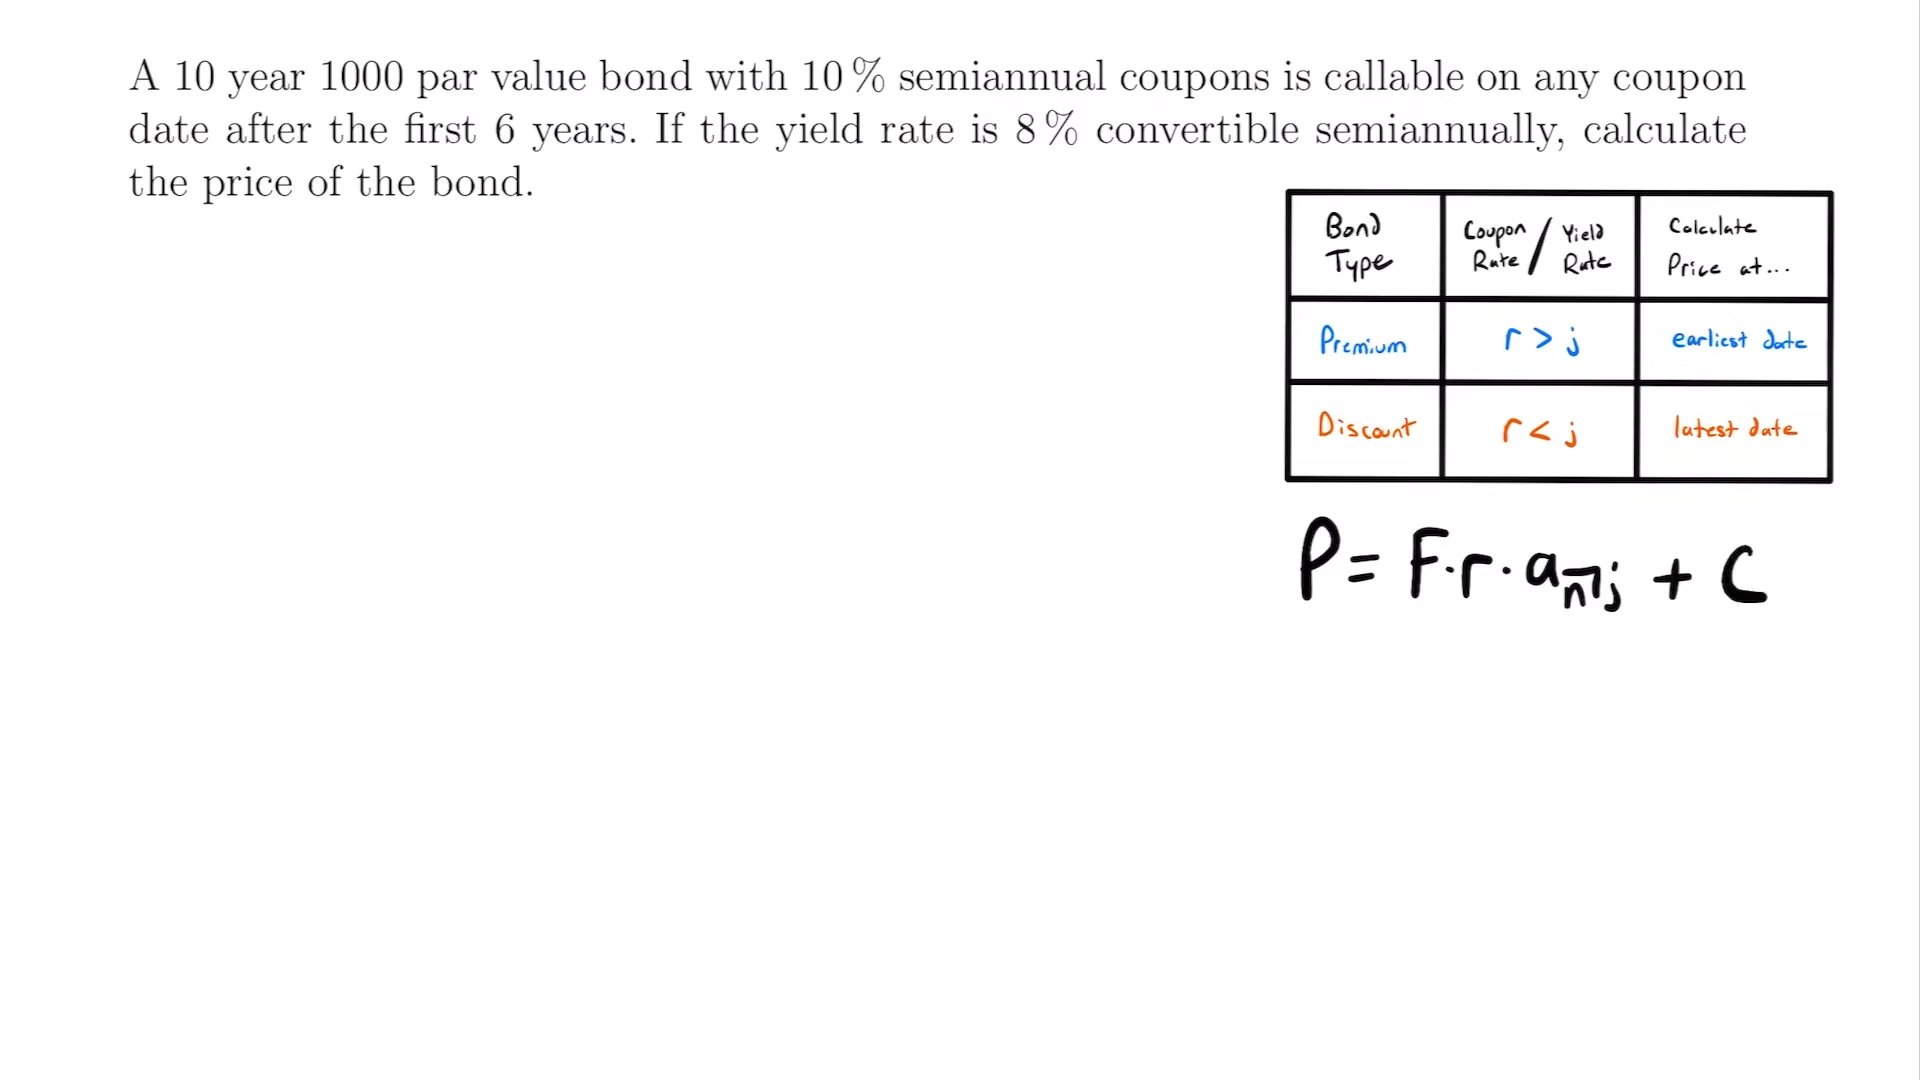 A 10 year 1000 par value bond with 10 % semiannual coupons is callable on any coupon
date after the first 6 years. If the yield rate is 8 % convertible semiannually, calculate
the price of the bond.
Bond Type
Coupon Rate / Yield Rate
Calculate Price at...
Premium
r > j
earliest date
Discount
r < j
latest date
P = F·r·a n̅| j + C